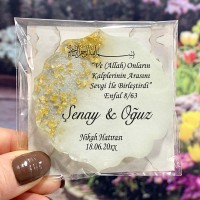 "Ve (Allah) Onların
Kalplerinin Arasını
Sevgi İle Birleştirdi"
Enfal 8/63
Şenay & Oğuz
Nikah Hatırası
18.06.20xx